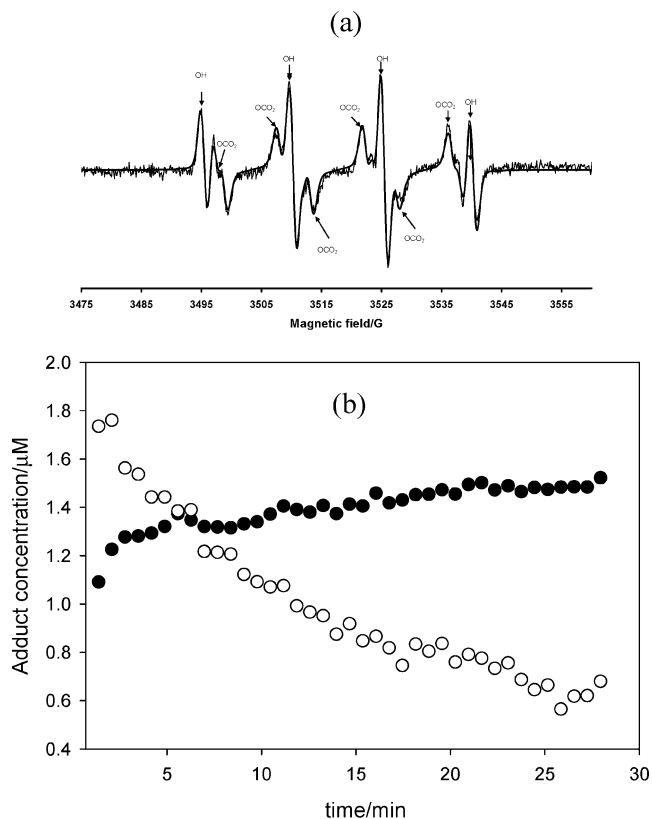 (a)
OH
OH
OH
OCO₂
OCO₂
OCO₂
OH
OCO₂
OCO₂
OCO₂
3475 3485 3495 3505 3515 3525 3535 3545 3555
Magnetic field/G
(b)
2.0
1.8
1.6
1.4
1.2
1.0
0.8
0.6
0.4
Adduct concentration/μM
5 10 15 20 25 30
time/min